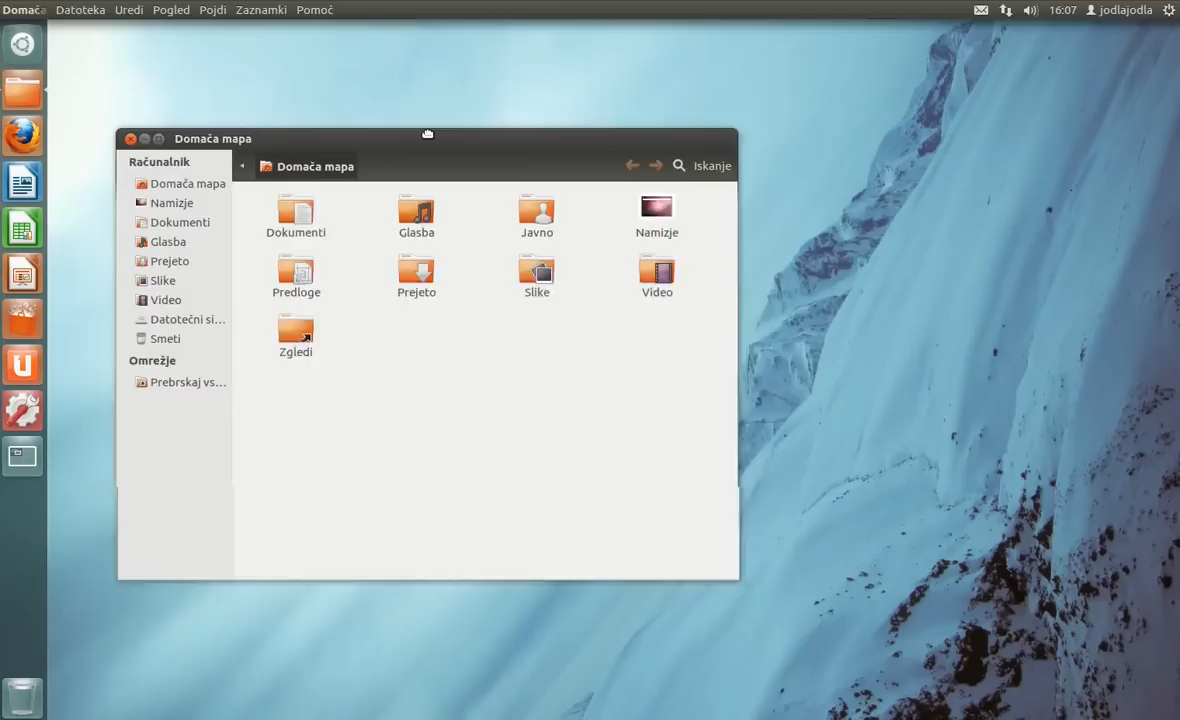 Domača Datoteka Uredi Pogled Pojdi Zaznamki Pomoč 16:07 jodlajodla
Domača mapa
Računalnik
Domača mapa
Namizje
Dokumenti
Glasba
Prejeto
Slike
Video
Datotečni si...
Smeti
Omrežje
Prebrskaj vs...
Domača mapa Iskanje
Dokumenti Glasba Javno Namizje
Predloge Prejeto Slike Video
Zgledi